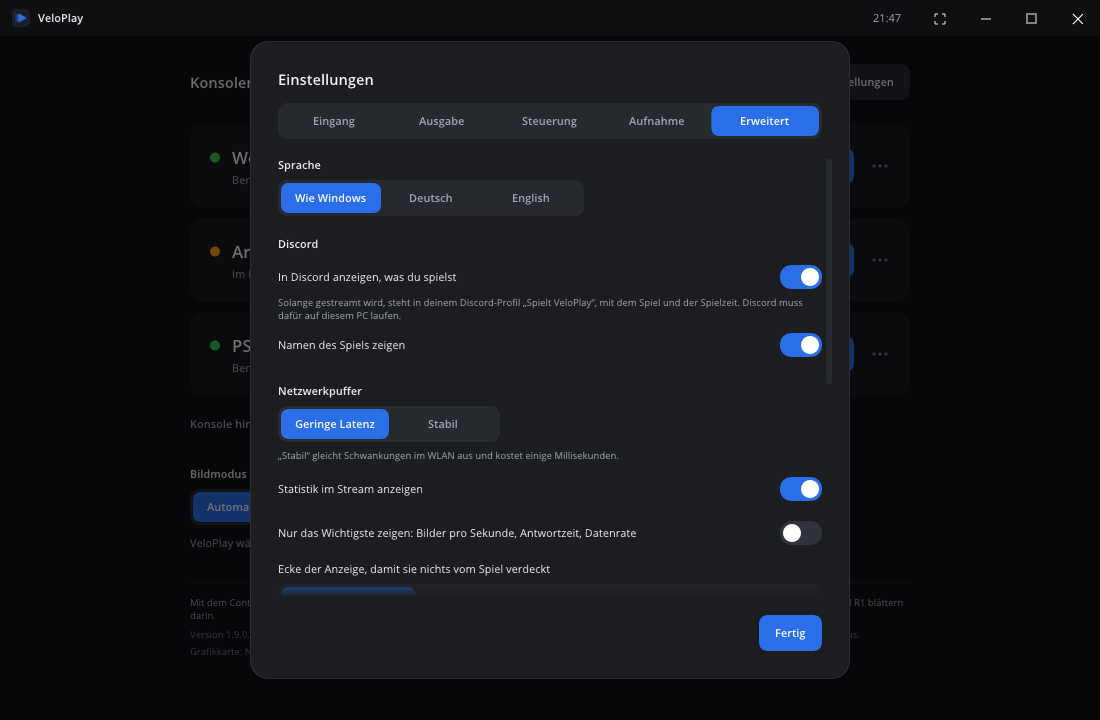 VeloPlay
21:47
Einstellungen
Eingang
Ausgabe
Steuerung
Aufnahme
Erweitert
Sprache
Wie Windows
Deutsch
English
Discord
In Discord anzeigen, was du spielst
Solange gestreamt wird, steht in deinem Discord-Profil „Spielt VeloPlay“, mit dem Spiel und der Spielzeit. Discord muss
dafür auf diesem PC laufen.
Namen des Spiels zeigen
Netzwerkpuffer
Geringe Latenz
Stabil
„Stabil“ gleicht Schwankungen im WLAN aus und kostet einige Millisekunden.
Statistik im Stream anzeigen
Nur das Wichtigste zeigen: Bilder pro Sekunde, Antwortzeit, Datenrate
Ecke der Anzeige, damit sie nichts vom Spiel verdeckt
Fertig
Konsole
Bildmodus
VeloPlay
Mit dem
R1 blättern
darin.
Version 1.9.0
Grafikkarte: